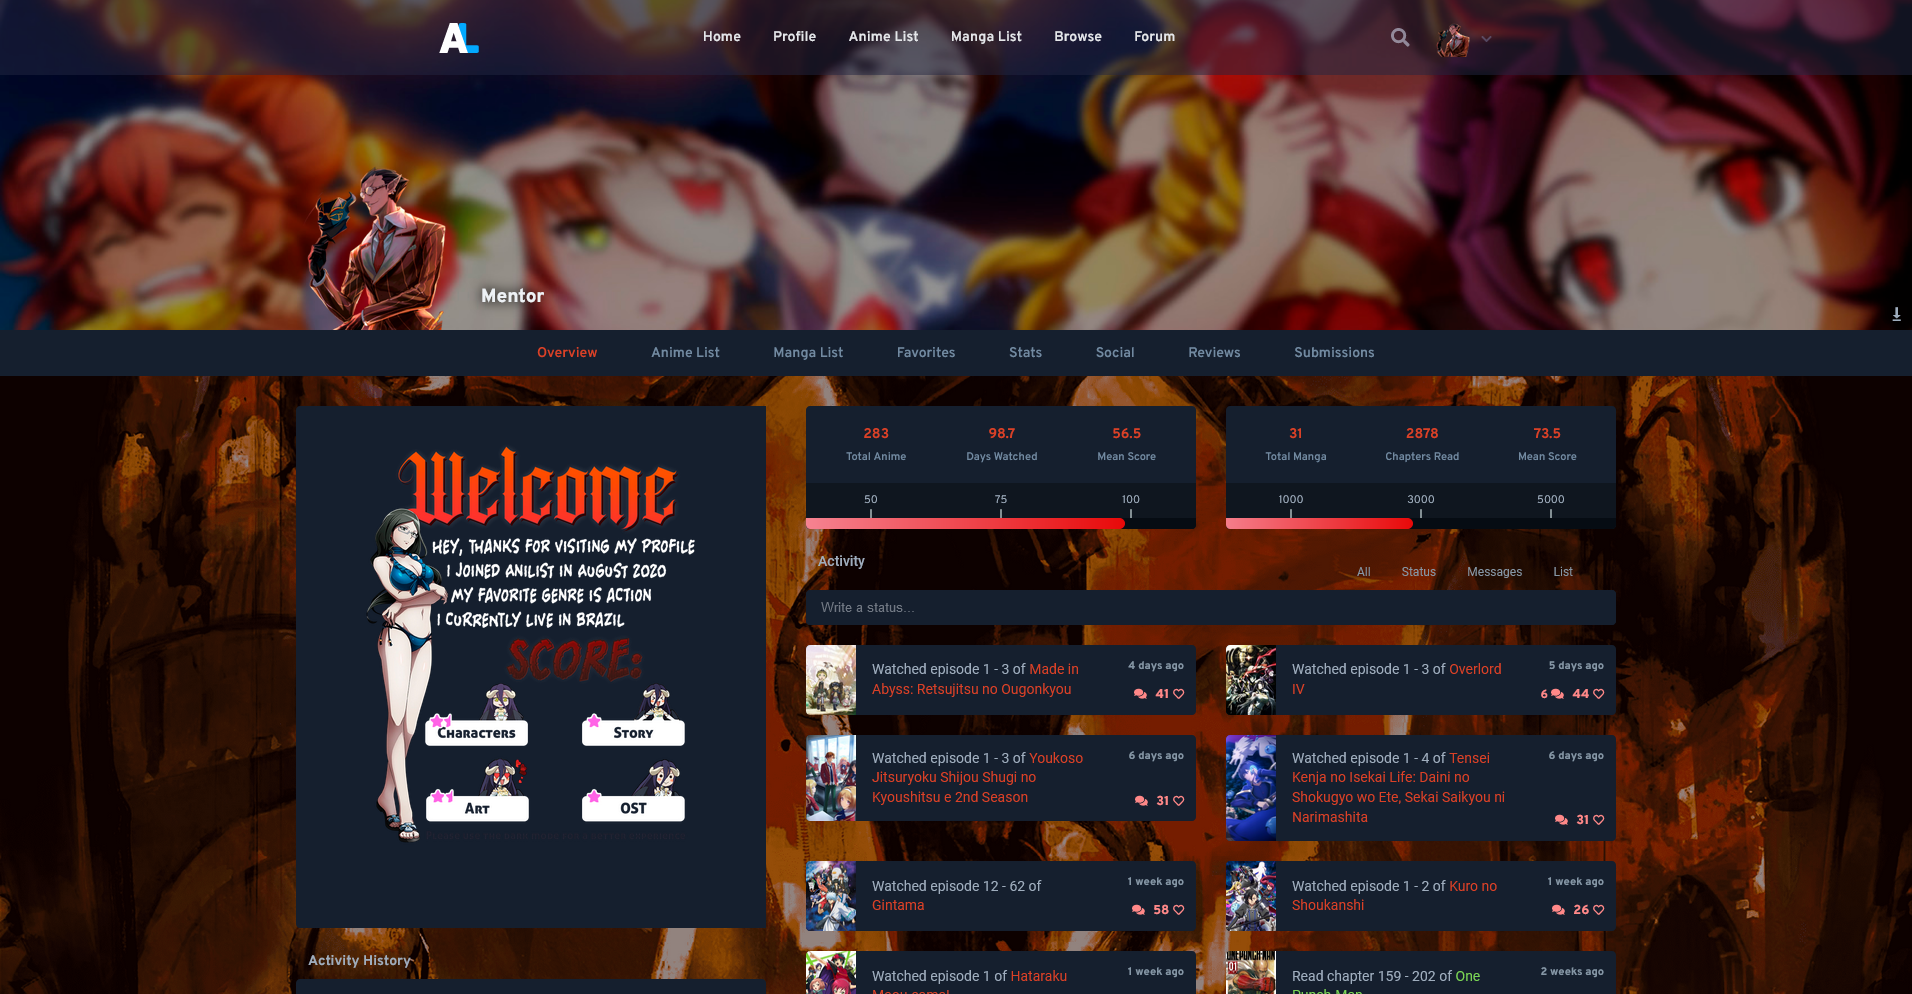 AL
Home
Profile
Anime List
Manga List
Browse
Forum
Mentor
Overview
Anime List
Manga List
Favorites
Stats
Social
Reviews
Submissions
Welcome
HEY, THANKS FOR VISITING MY PROFILE
I JOINED ANILIST IN AUGUST 2020
MY FAVORITE GENRE IS ACTION
I CURRENTLY LIVE IN BRAZIL
SCORE:
Characters
Story
Art
OST
Activity History
283
98.7
56.5
Total Anime
Days Watched
Mean Score
50
75
100
31
2878
73.5
Total Manga
Chapters Read
Mean Score
1000
3000
5000
Activity
All
Status
Messages
List
Write a status...
Watched episode 1 - 3 of Made in
Abyss: Retsujitsu no Ougonkyou
4 days ago
41
Watched episode 1 - 3 of Overlord
IV
5 days ago
6 44
Watched episode 1 - 3 of Youkoso
Jitsuryoku Shijou Shugi no
Kyoushitsu e 2nd Season
6 days ago
31
Watched episode 1 - 4 of Tensei
Kenja no Isekai Life: Daini no
Shokugyo wo Ete, Sekai Saikyou ni
Narimashita
6 days ago
31
Watched episode 12 - 62 of
Gintama
1 week ago
58
Watched episode 1 - 2 of Kuro no
Shoukanshi
1 week ago
26
Watched episode 1 of Hataraku
Maou-sama!
1 week ago
Read chapter 159 - 202 of One
Punch-Man
2 weeks ago